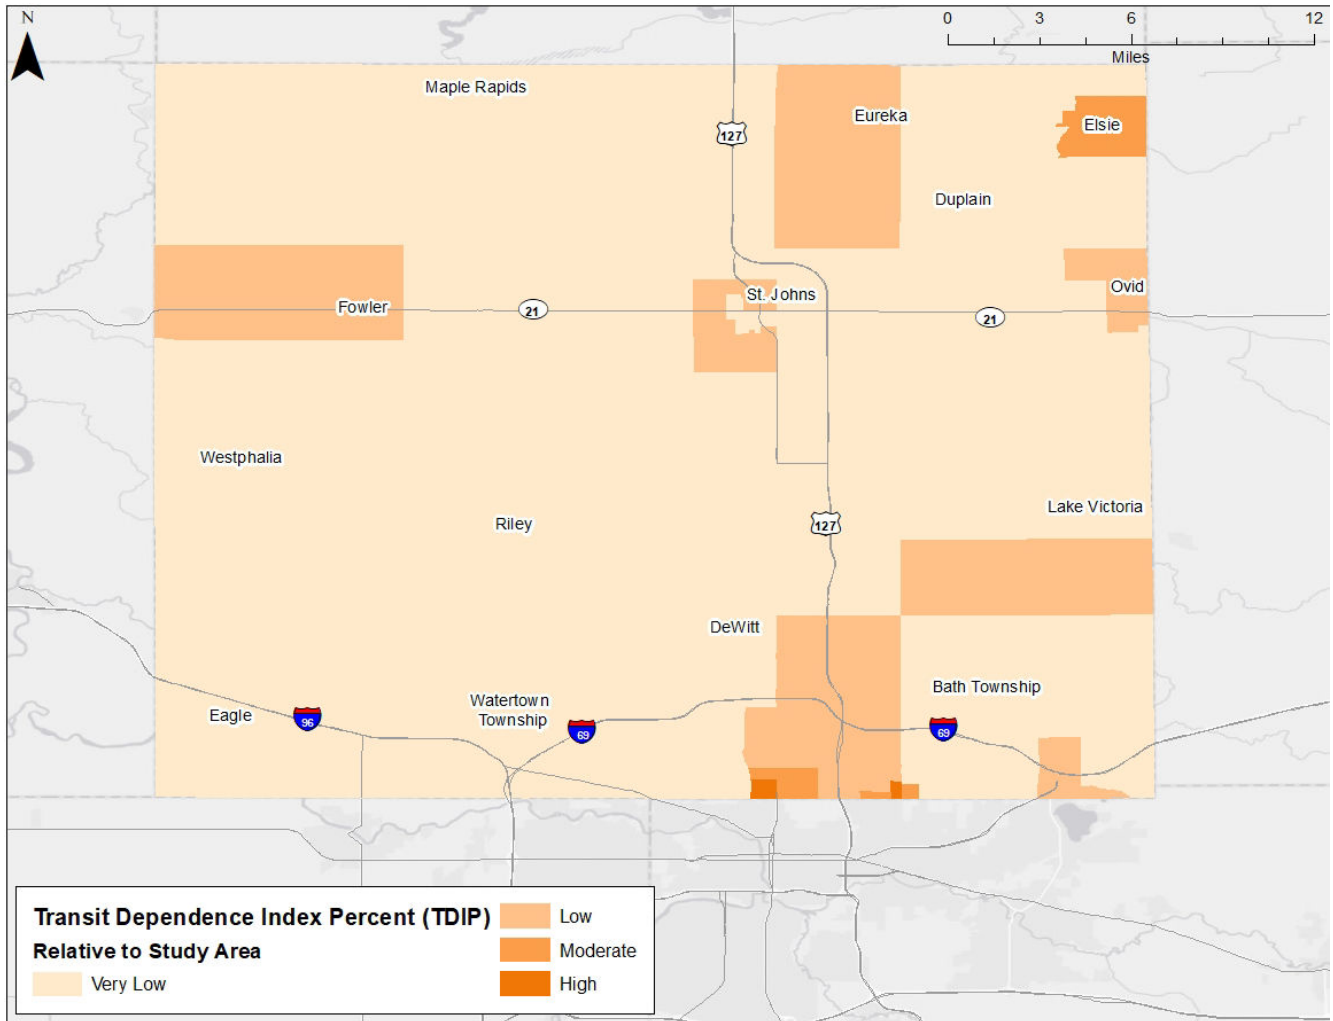 N
0 3 6 12
Miles
Maple Rapids
Eureka
Elsie
127
Duplain
Ovid
St. Johns
Fowler
21
21
Westphalia
Lake Victoria
Riley
127
DeWitt
Bath Township
Watertown
Township
Eagle
96
69
69
Transit Dependence Index Percent (TDIP)
Relative to Study Area
Very Low
Low
Moderate
High